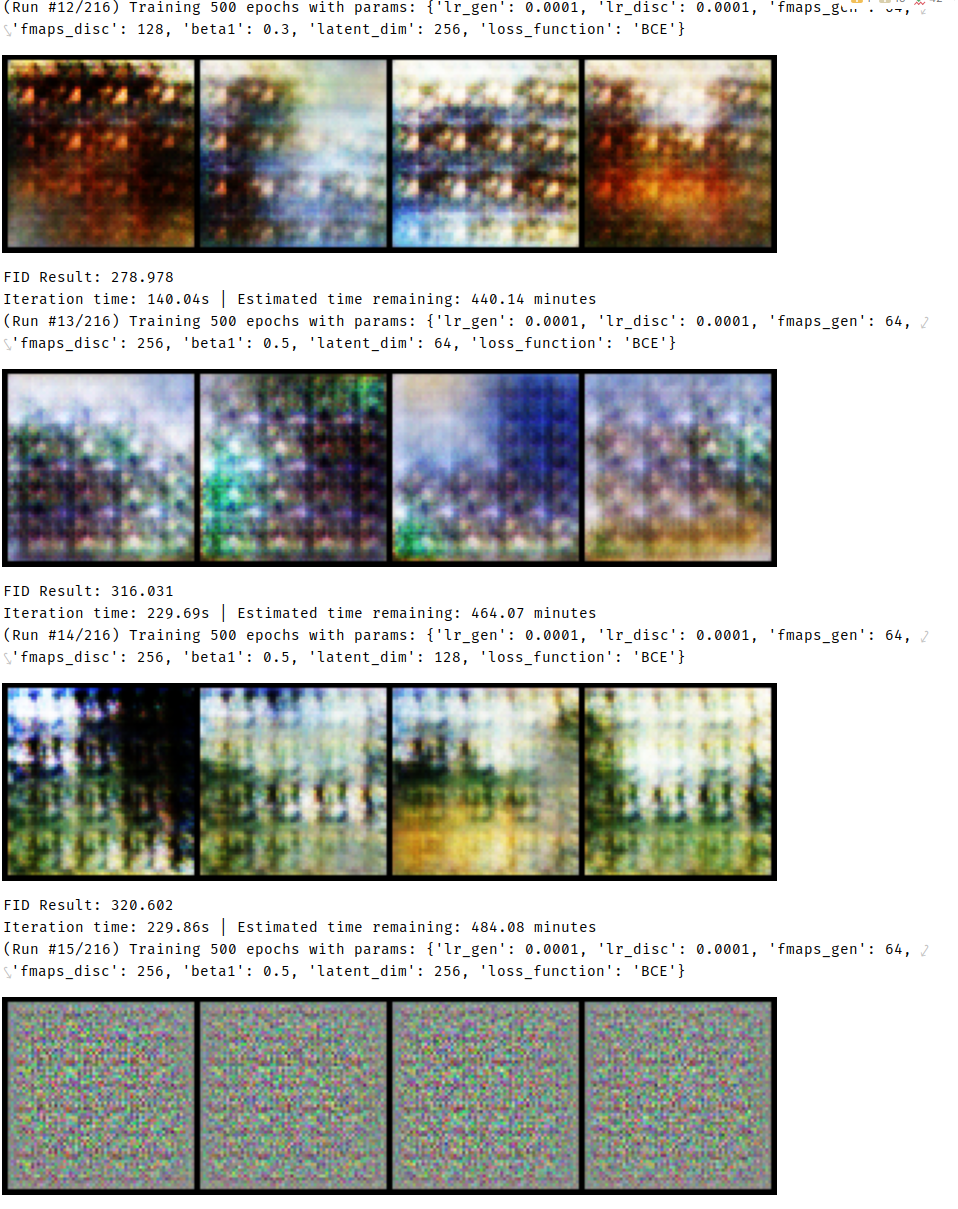 (Run #12/216) Training 500 epochs with params: {'lr_gen': 0.0001, 'lr_disc': 0.0001, 'fmaps_gen': 64,
'fmaps_disc': 128, 'beta1': 0.3, 'latent_dim': 256, 'loss_function': 'BCE'}
FID Result: 278.978
Iteration time: 140.04s | Estimated time remaining: 440.14 minutes
(Run #13/216) Training 500 epochs with params: {'lr_gen': 0.0001, 'lr_disc': 0.0001, 'fmaps_gen': 64,
'fmaps_disc': 256, 'beta1': 0.5, 'latent_dim': 64, 'loss_function': 'BCE'}
FID Result: 316.031
Iteration time: 229.69s | Estimated time remaining: 464.07 minutes
(Run #14/216) Training 500 epochs with params: {'lr_gen': 0.0001, 'lr_disc': 0.0001, 'fmaps_gen': 64,
'fmaps_disc': 256, 'beta1': 0.5, 'latent_dim': 128, 'loss_function': 'BCE'}
FID Result: 320.602
Iteration time: 229.86s | Estimated time remaining: 484.08 minutes
(Run #15/216) Training 500 epochs with params: {'lr_gen': 0.0001, 'lr_disc': 0.0001, 'fmaps_gen': 64,
'fmaps_disc': 256, 'beta1': 0.5, 'latent_dim': 256, 'loss_function': 'BCE'}